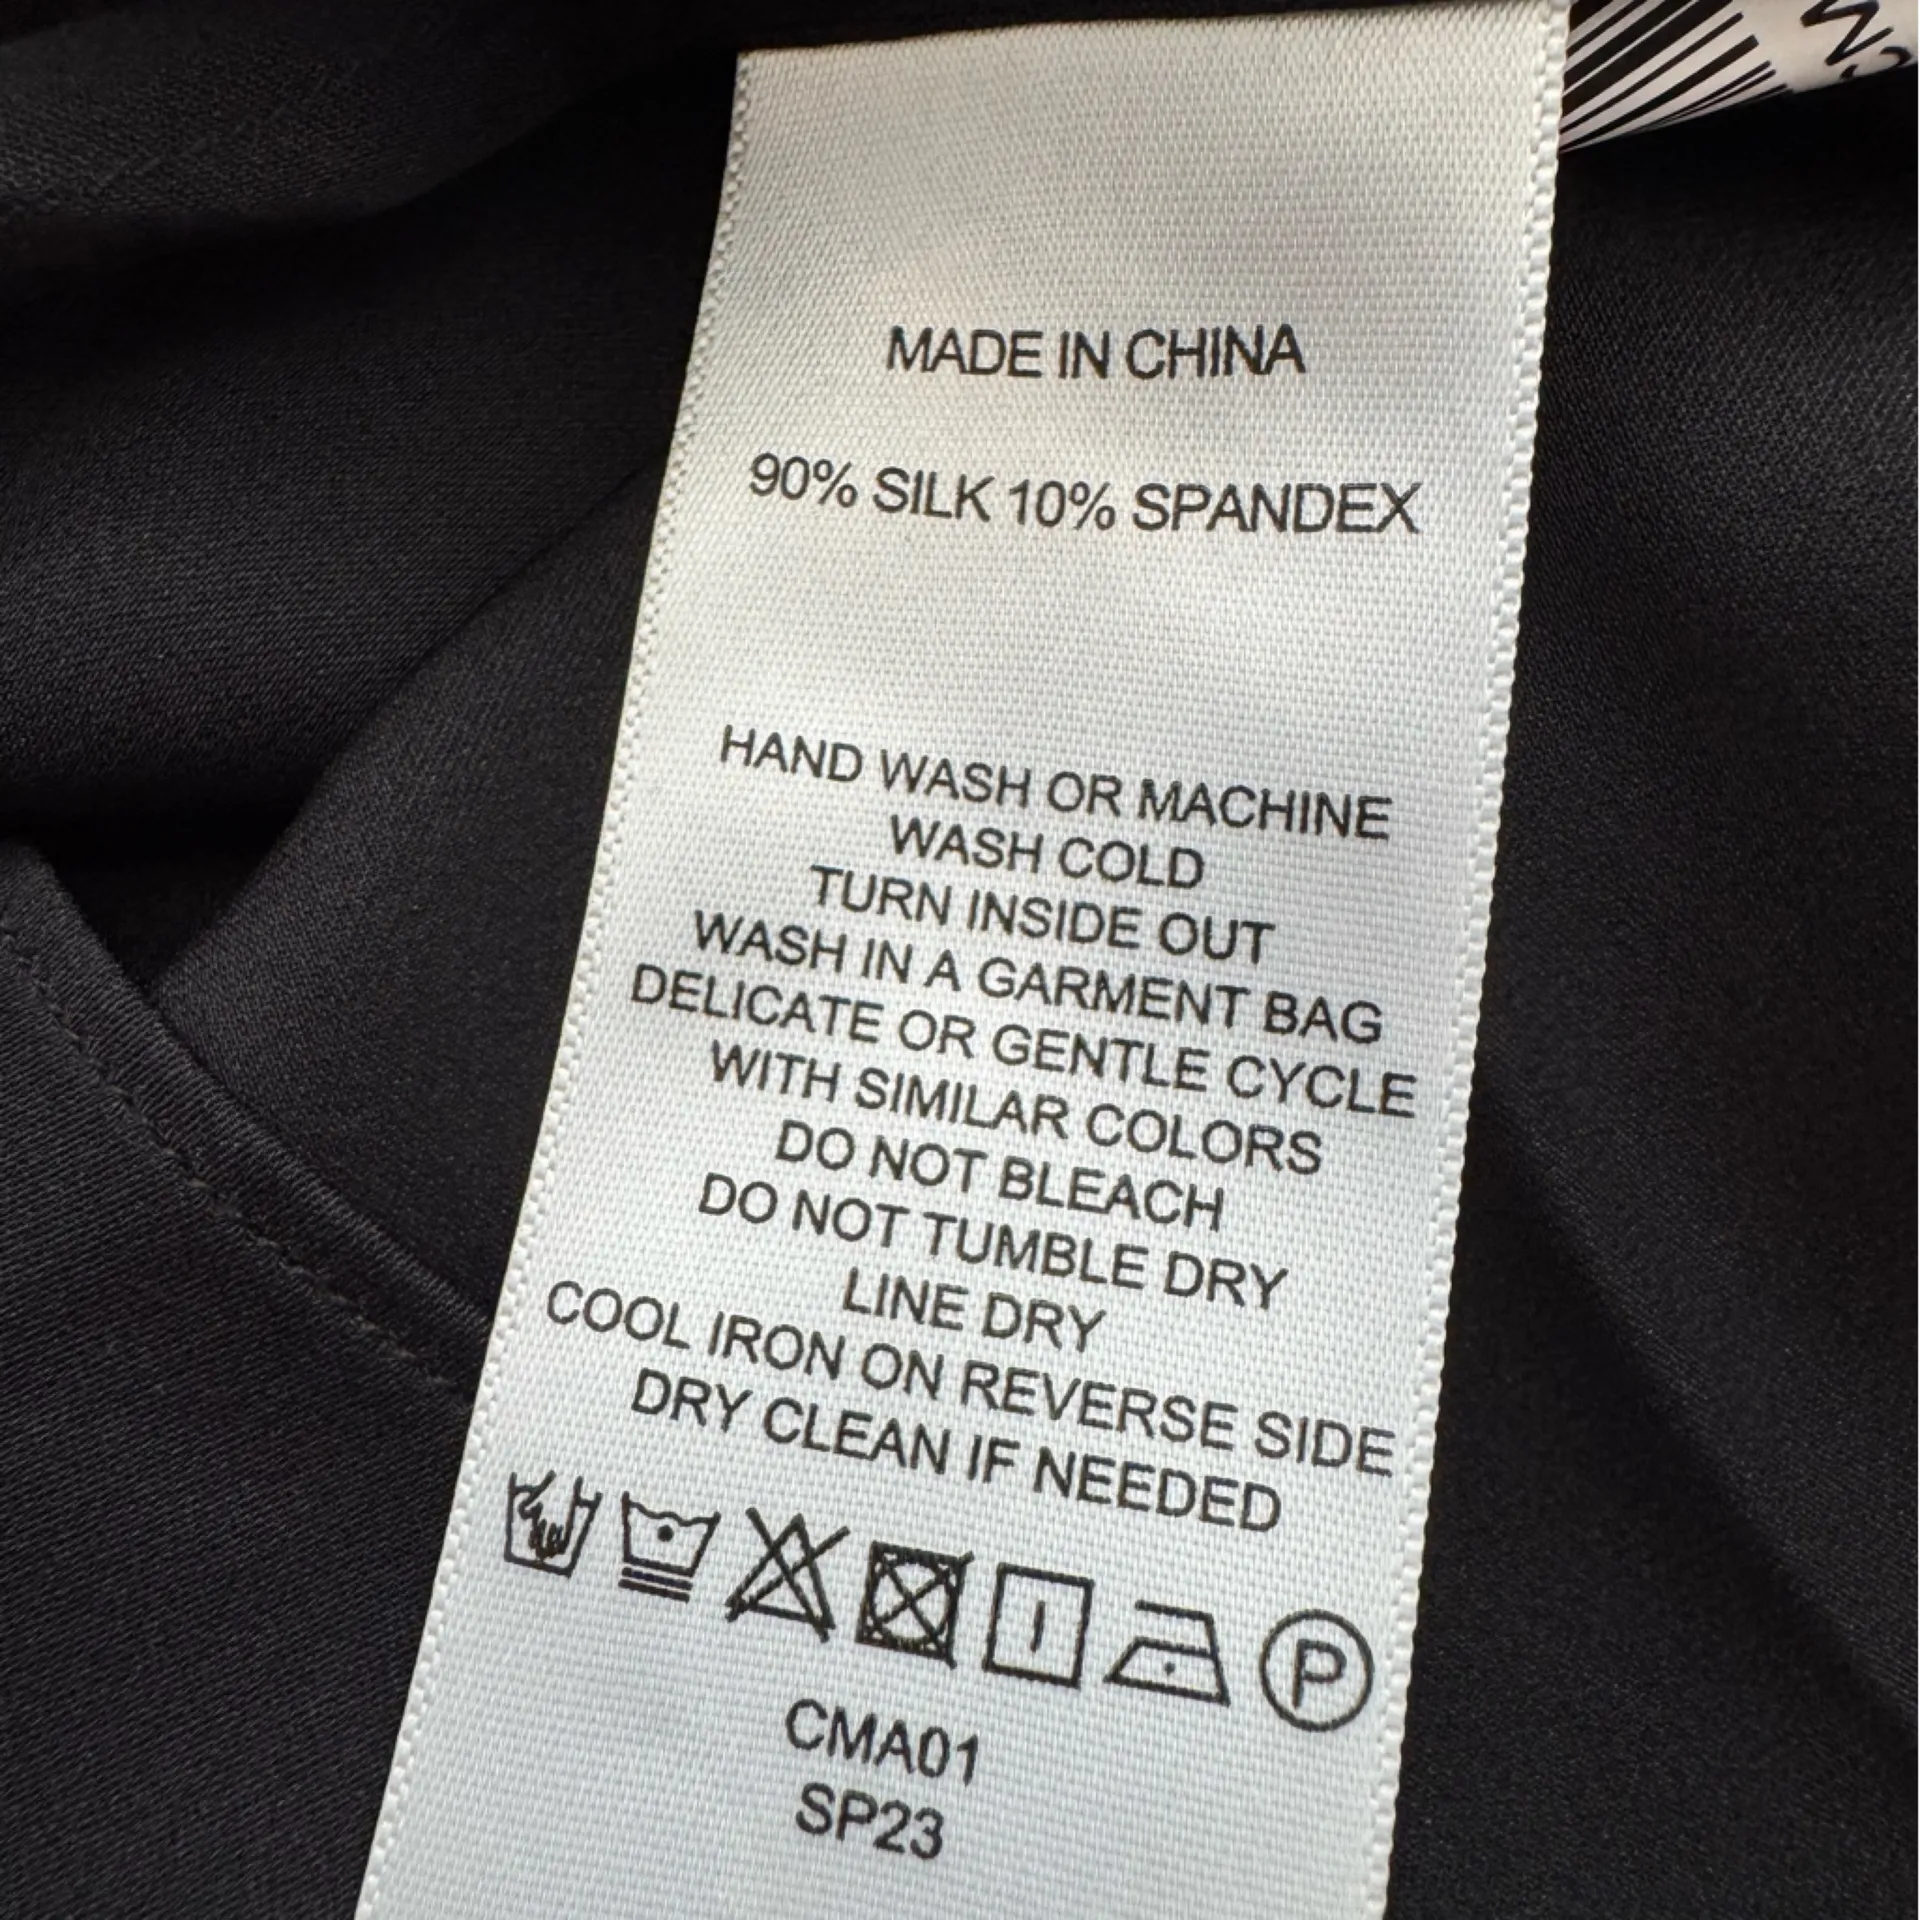 MADE IN CHINA
90% SILK 10% SPANDEX
HAND WASH OR MACHINE
WASH COLD
TURN INSIDE OUT
WASH IN A GARMENT BAG
DELICATE OR GENTLE CYCLE
WITH SIMILAR COLORS
DO NOT BLEACH
DO NOT TUMBLE DRY
LINE DRY
COOL IRON ON REVERSE SIDE
DRY CLEAN IF NEEDED
P
CMA01
SP23